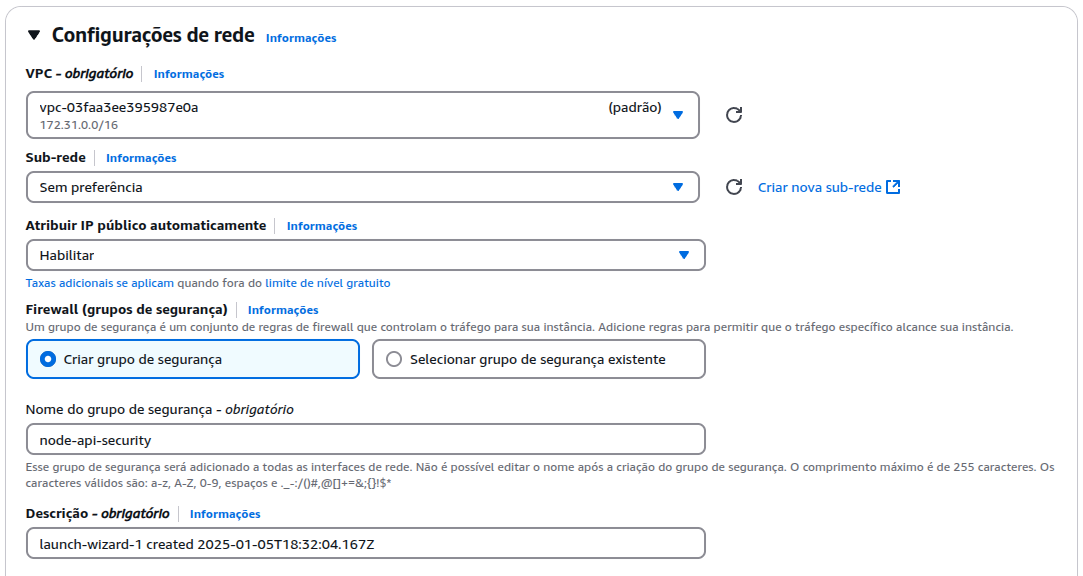 Configurações de rede Informações
VPC – obrigatório Informações
vpc-03faa3ee395987e0a (padrão)
172.31.0.0/16
Sub-rede Informações
Sem preferência Criar nova sub-rede
Atribuir IP público automaticamente Informações
Habilitar
Taxas adicionais se aplicam quando fora do limite de nível gratuito
Firewall (grupos de segurança) Informações
Um grupo de segurança é um conjunto de regras de firewall que controlam o tráfego para sua instância. Adicione regras para permitir que o tráfego específico alcance sua instância.
Criar grupo de segurança Selecionar grupo de segurança existente
Nome do grupo de segurança - obrigatório
node-api-security
Esse grupo de segurança será adicionado a todas as interfaces de rede. Não é possível editar o nome após a criação do grupo de segurança. O comprimento máximo é de 255 caracteres. Os
caracteres válidos são: a-z, A-Z, 0-9, espaços e ._-:/()#,@[]+=&;{}!$*
Descrição – obrigatório Informações
launch-wizard-1 created 2025-01-05T18:32:04.167Z